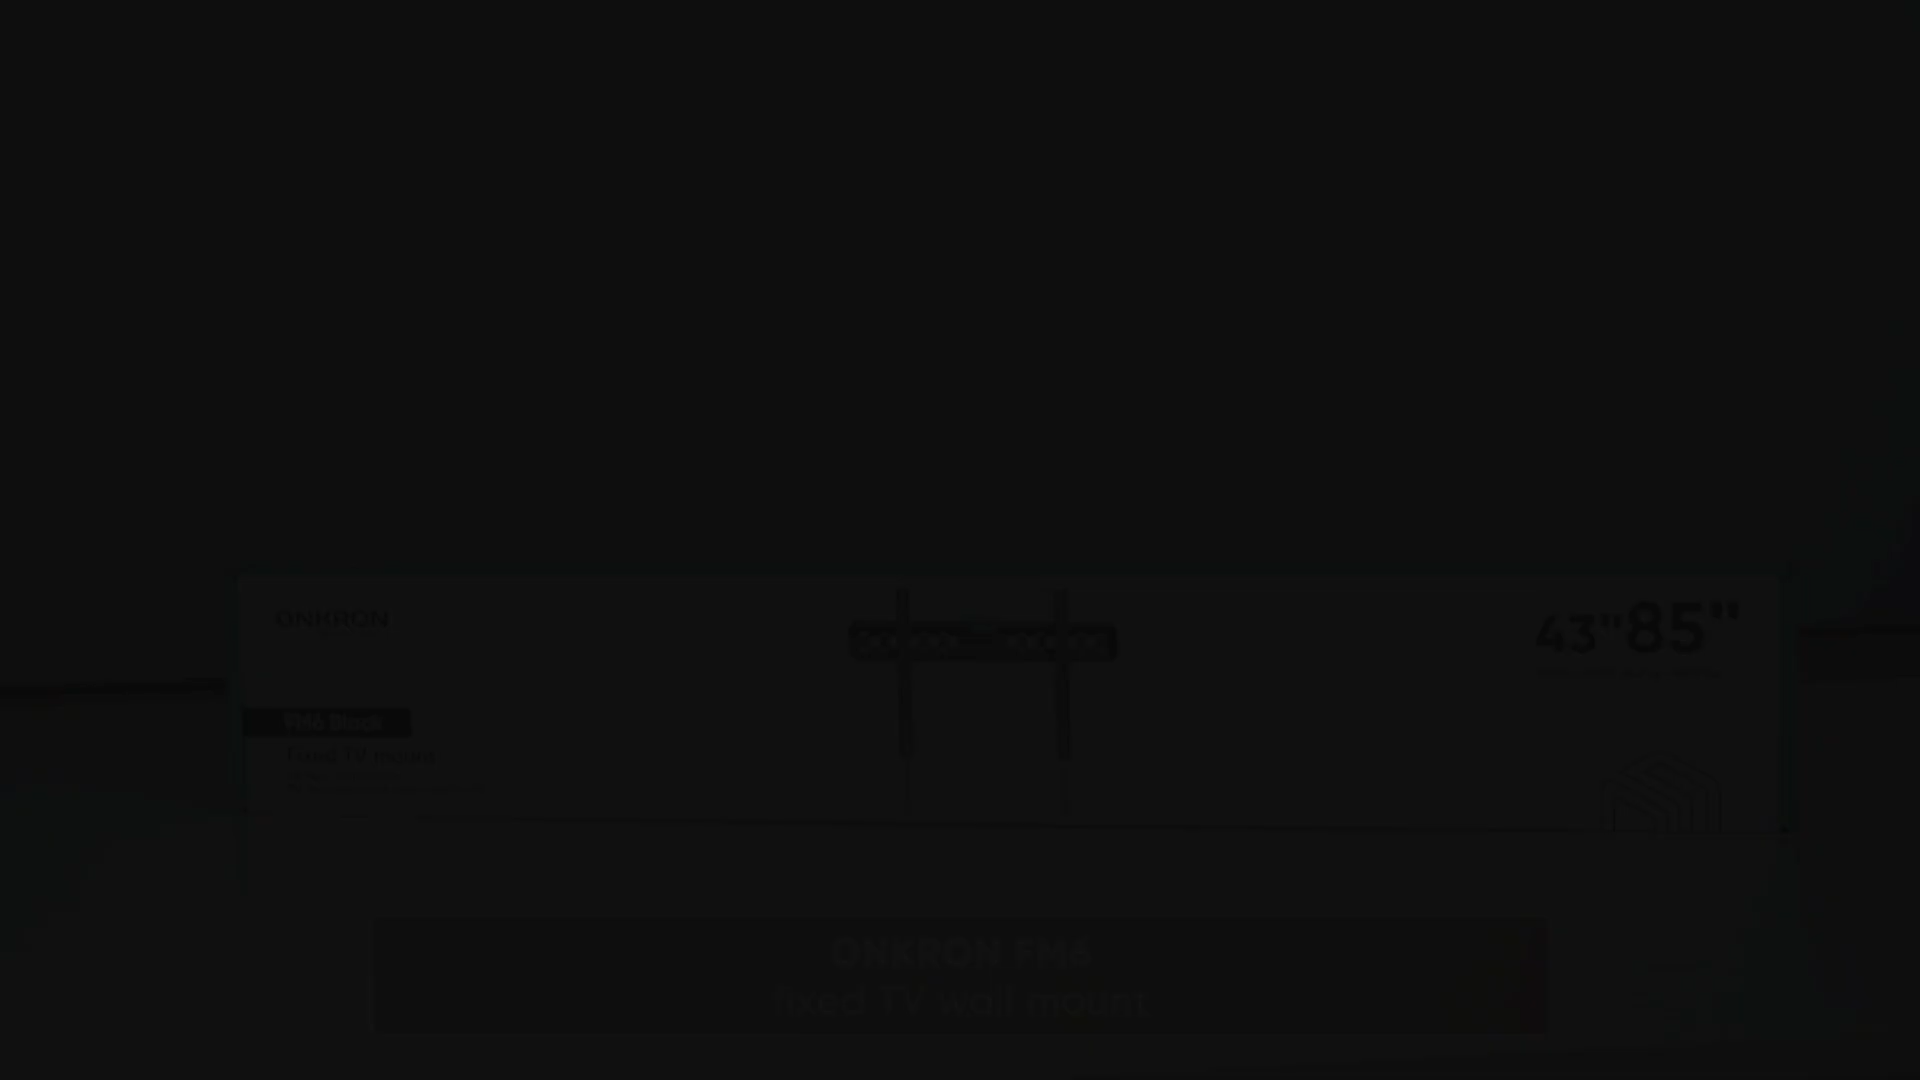 ONKRON
43"85"
FM6 Black
Fixed TV mount
ONKRON FM6
fixed TV wall mount